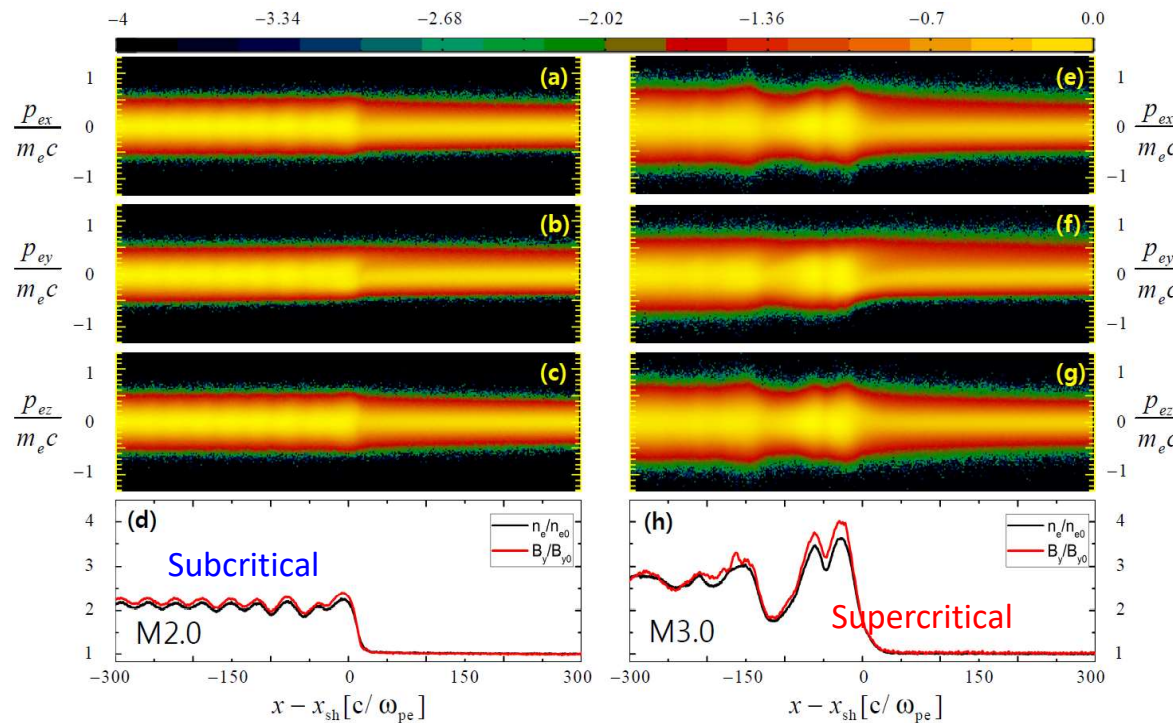 −4 −3.34 −2.68 −2.02 −1.36 −0.7 0.0
1 (a) (e) 1
p_ex/m_e c 0 0 p_ex/m_e c
−1 −1
1 (b) (f) 1
p_ey/m_e c 0 0 p_ey/m_e c
−1 −1
1 (c) (g) 1
p_ez/m_e c 0 0 p_ez/m_e c
−1 −1
(d) (h)
4 n_e/n_e0 n_e/n_e0 4
B_y/B_y0 B_y/B_y0
Subcritical
3 3
2 Supercritical 2
M2.0 M3.0
1 1
−300 −150 0 150 300 −300 −150 0 150 300
x − x_sh [c/ω_pe] x − x_sh [c/ω_pe]